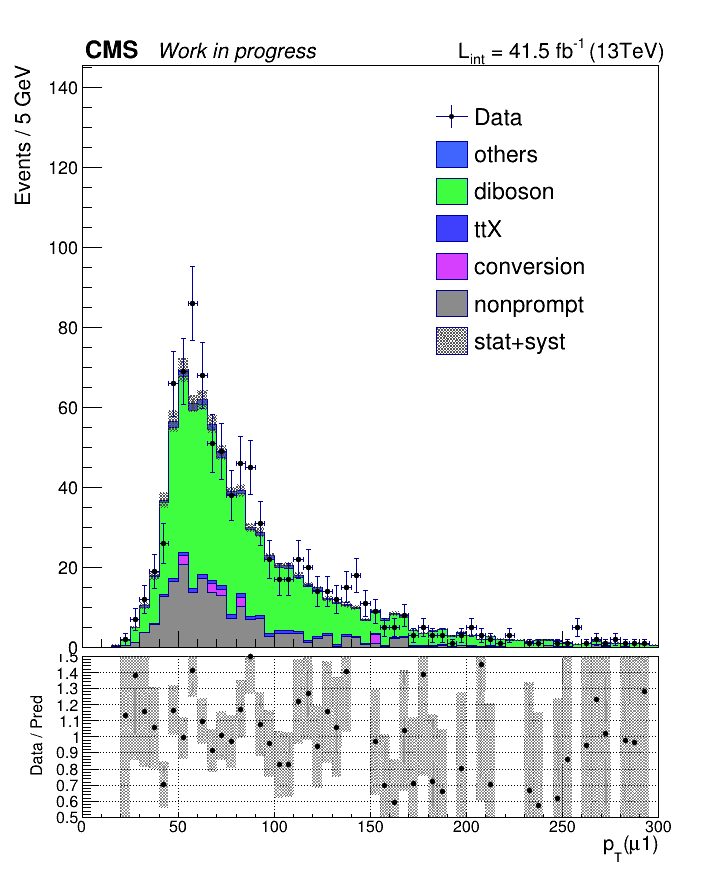 CMS Work in progress L_int = 41.5 fb^-1 (13TeV)
Events / 5 GeV
140
120
100
80
60
40
20
0
Data
others
diboson
ttX
conversion
nonprompt
stat+syst
Data / Pred
1.5
1.4
1.3
1.2
1.1
1
0.9
0.8
0.7
0.6
0.5
0 50 100 150 200 250 300
p_T(μ1)